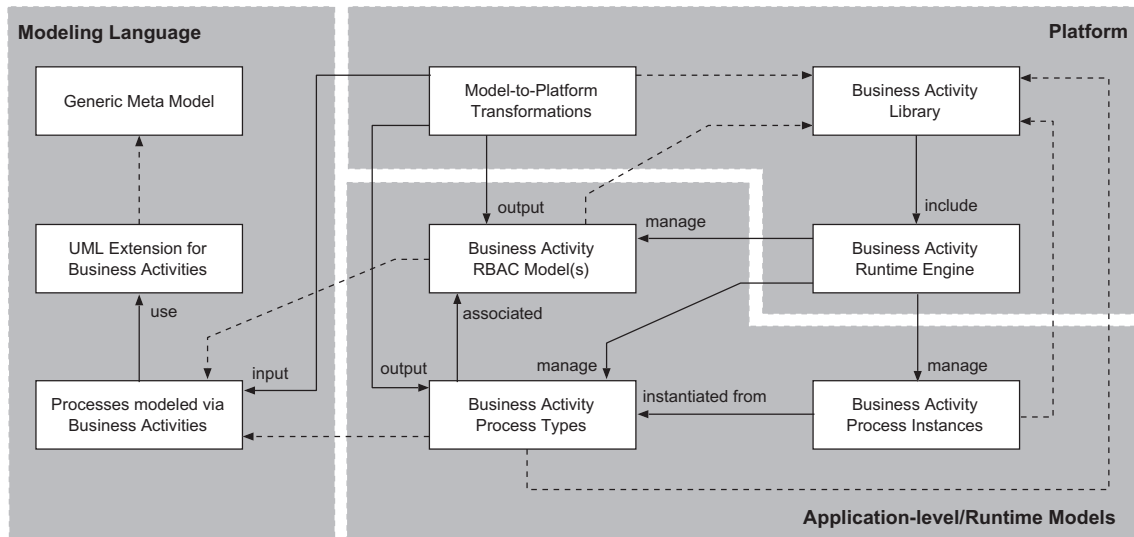 Modeling Language
Platform
Generic Meta Model
Model-to-Platform
Transformations
Business Activity
Library
output
include
UML Extension for
Business Activities
Business Activity
RBAC Model(s)
manage
Business Activity
Runtime Engine
use
associated
input
output
manage
manage
Processes modeled via
Business Activities
Business Activity
Process Types
instantiated from
Business Activity
Process Instances
Application-level/Runtime Models